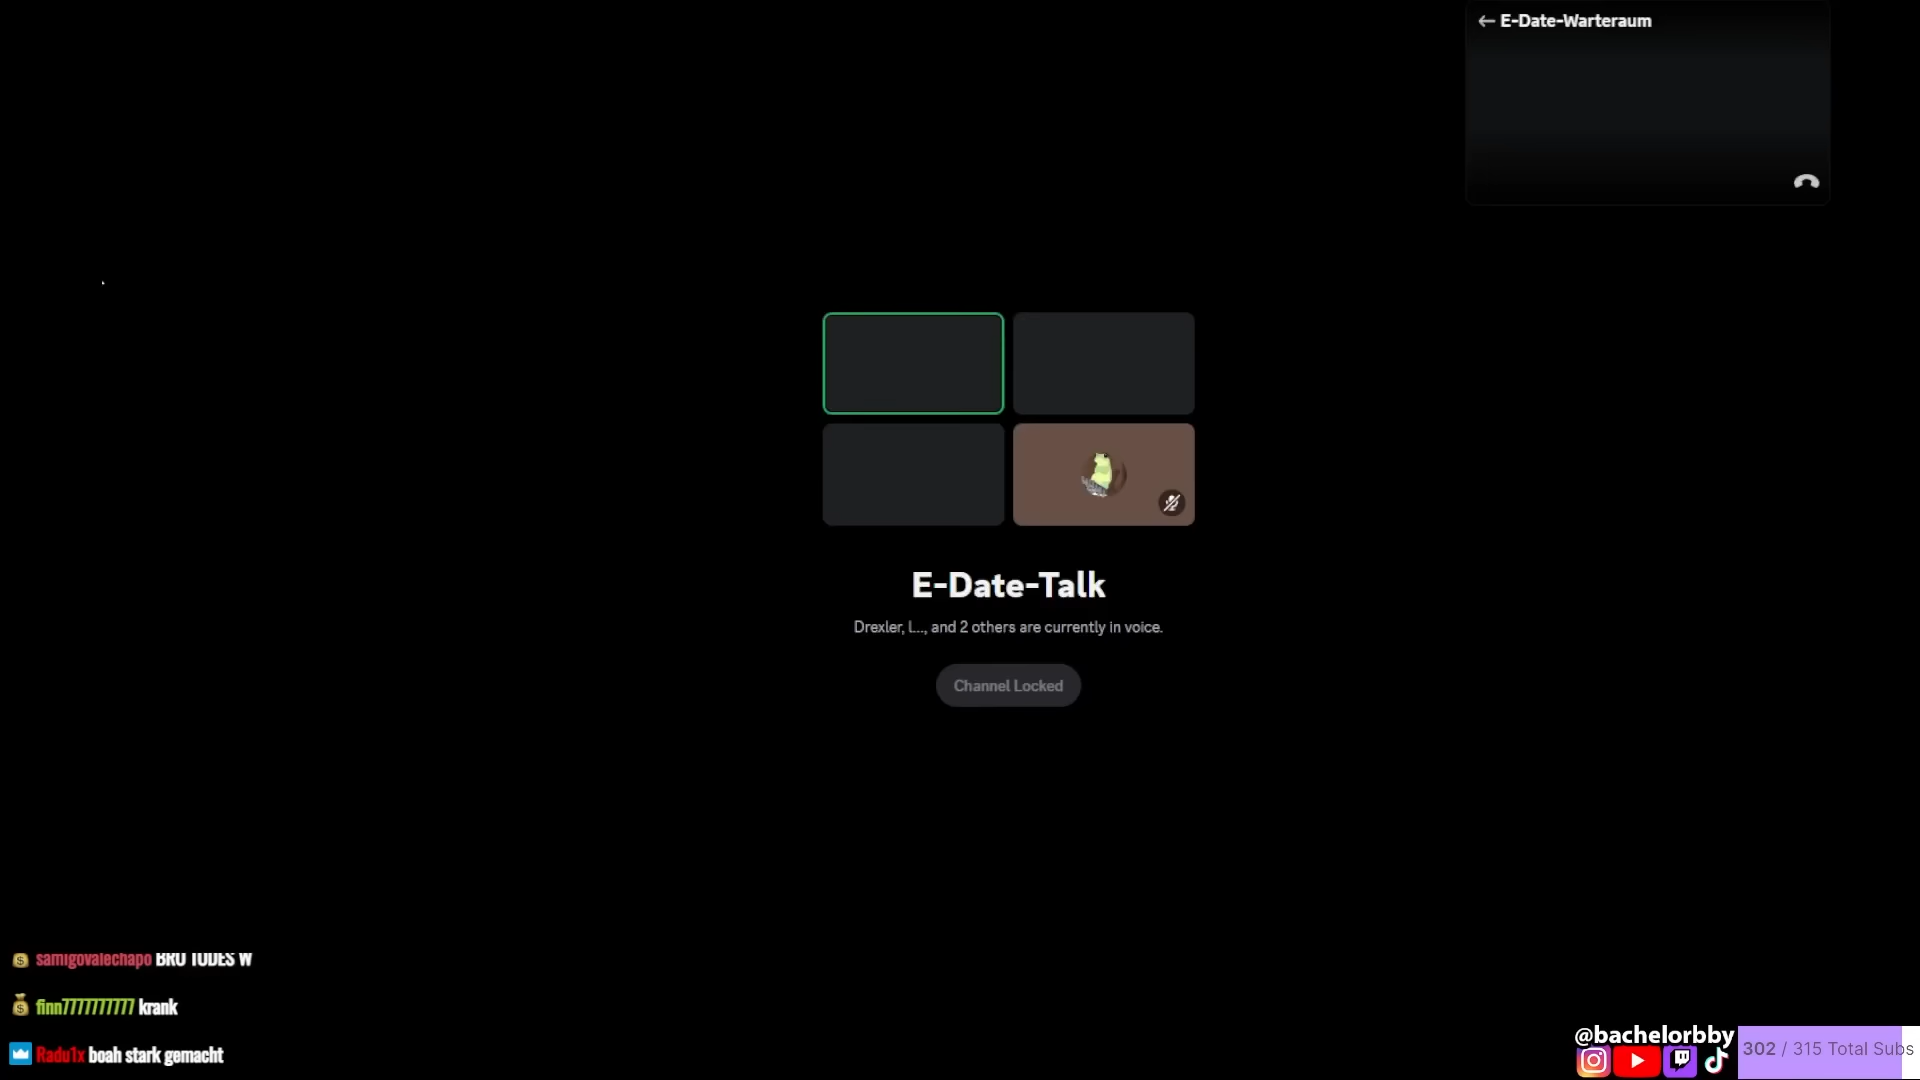 E-Date-Warteraum
E-Date-Talk
Drexler, l..., and 2 others are currently in voice.
Channel Locked
samigovalechapo BRO TODES W
finn7777777777 krank
Radu1x boah stark gemacht
@bachelorbby
302 / 315 Total Subs